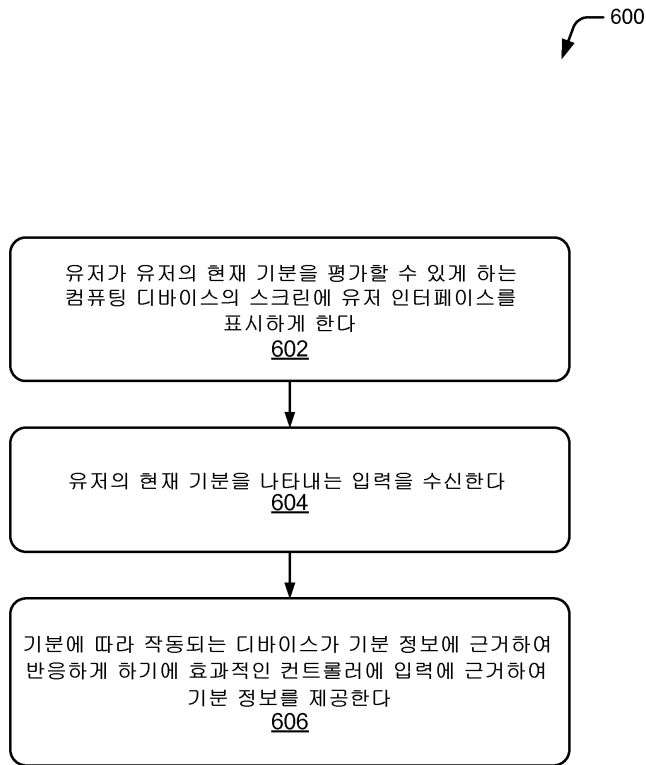 600
유저가 유저의 현재 기분을 평가할 수 있게 하는
컴퓨팅 디바이스의 스크린에 유저 인터페이스를
표시하게 한다
602
유저의 현재 기분을 나타내는 입력을 수신한다
604
기분에 따라 작동되는 디바이스가 기분 정보에 근거하여
반응하게 하기에 효과적인 컨트롤러에 입력에 근거하여
기분 정보를 제공한다
606